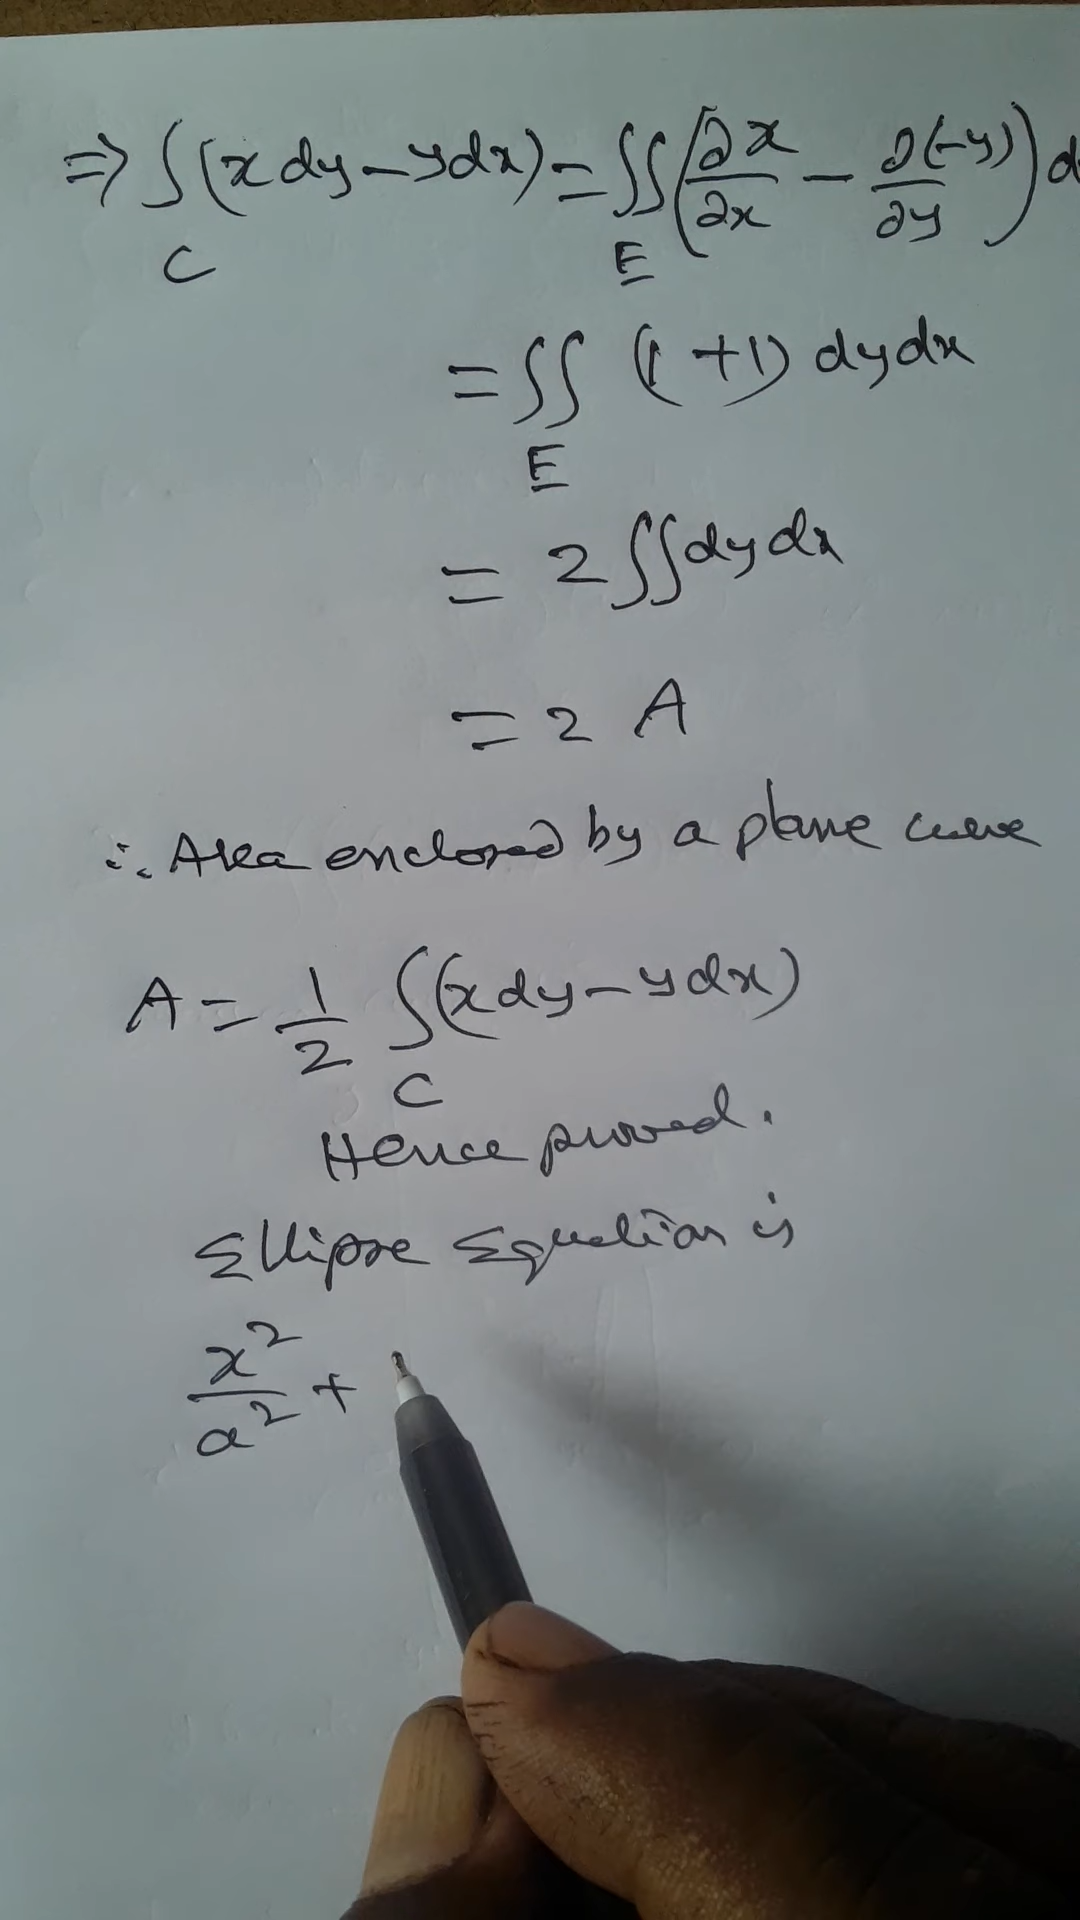 ⇒ ∫(x dy − y dx) = ∬(∂x/∂x − ∂(−y)/∂y) d
C E
= ∬ (1 + 1) dy dx
E
= 2 ∬ dy dx
= 2 A
∴ Area enclosed by a plane curve
A = 1/2 ∫(x dy − y dx)
C
Hence proved.
Ellipse Equation is
x²/a² +